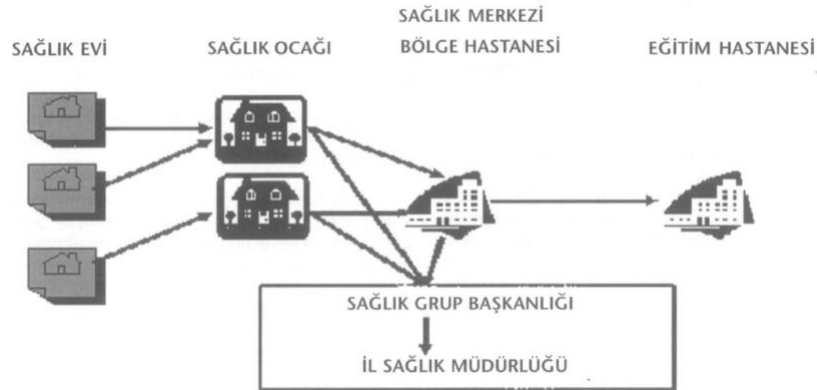 SAĞLIK MERKEZİ
SAĞLIK EVİ SAĞLIK OCAĞI BÖLGE HASTANESİ EĞİTİM HASTANESİ
SAĞLIK GRUP BAŞKANLIĞI
İL SAĞLIK MÜDÜRLÜĞÜ